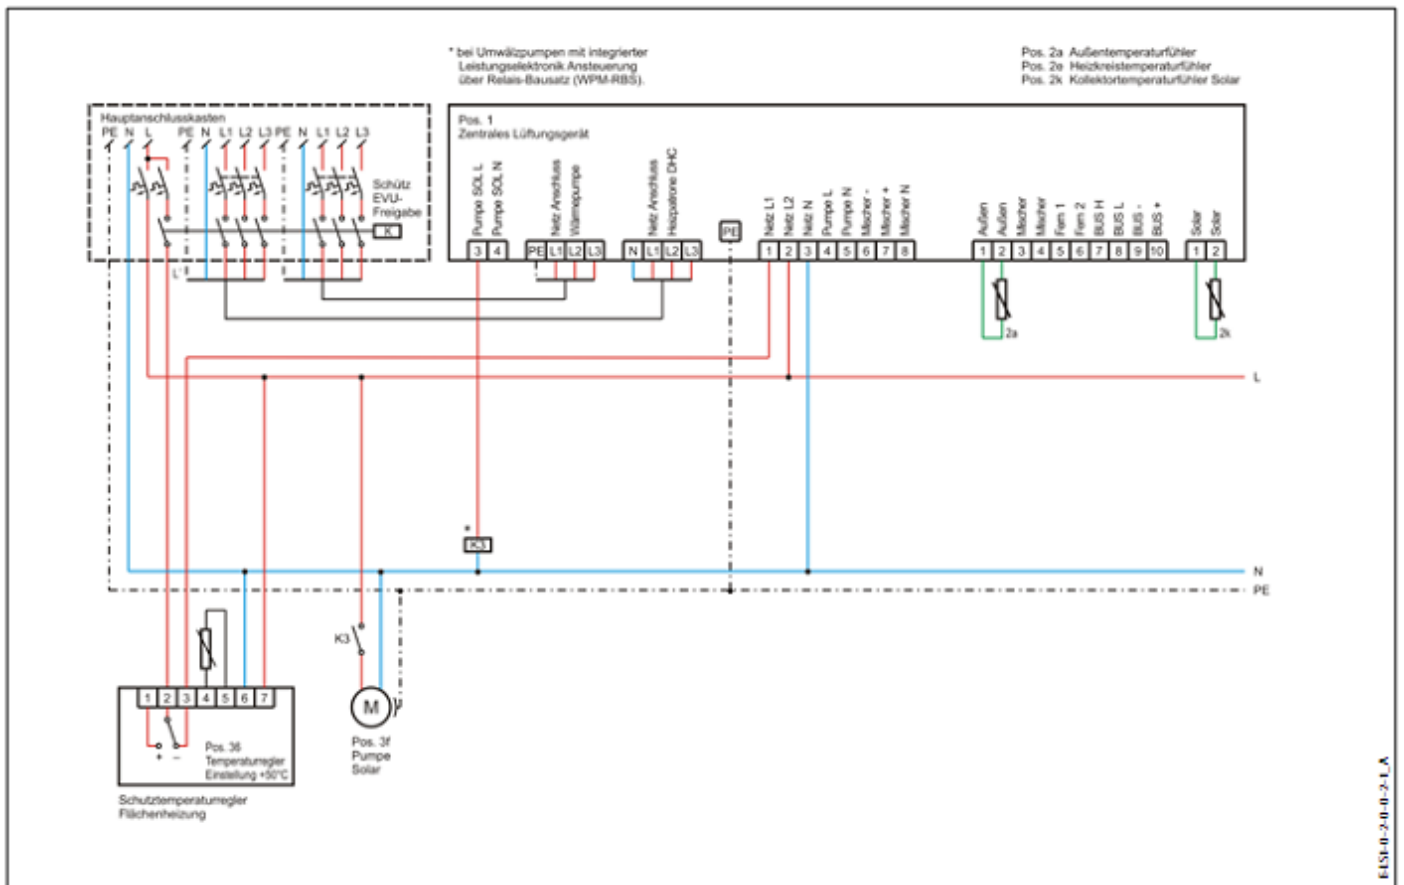 * bei Umwälzpumpen mit integrierter
Leistungselektronik Ansteuerung
über Relais-Bausatz (WPM-RBS).
Pos. 2a Außentemperaturfühler
Pos. 2e Heizkreistemperaturfühler
Pos. 2k Kollektortemperaturfühler Solar
Hauptanschlusskasten
PE N L PE N L1 L2 L3 PE N L1 L2 L3
Schütz
EVU-
Freigabe
K
L'
Pos. 1
Zentrales Lüftungsgerät
Pumpe SOL L
Pumpe SOL N
Netz Anschluss
Wärmepumpe
Netz Anschluss
Heizpatrone DHC
PE
Netz L1
Netz L2
Netz N
Pumpe L
Pumpe N
Mischer -
Mischer +
Mischer N
Außen
Außen
Mischer
Mischer
Fern 1
Fern 2
BUS H
BUS L
BUS -
BUS +
Solar
Solar
3 4 PE L1 L2 L3 N L1 L2 L3 1 2 3 4 5 6 7 8 1 2 3 4 5 6 7 8 9 10 1 2
2a
2k
L
*
K3
N
PE
K3
1 2 3 4 5 6 7
+ –
Pos. 36
Temperaturregler
Einstellung +50°C
Schutztemperaturregler
Flächenheizung
M
Pos. 3f
Pumpe
Solar